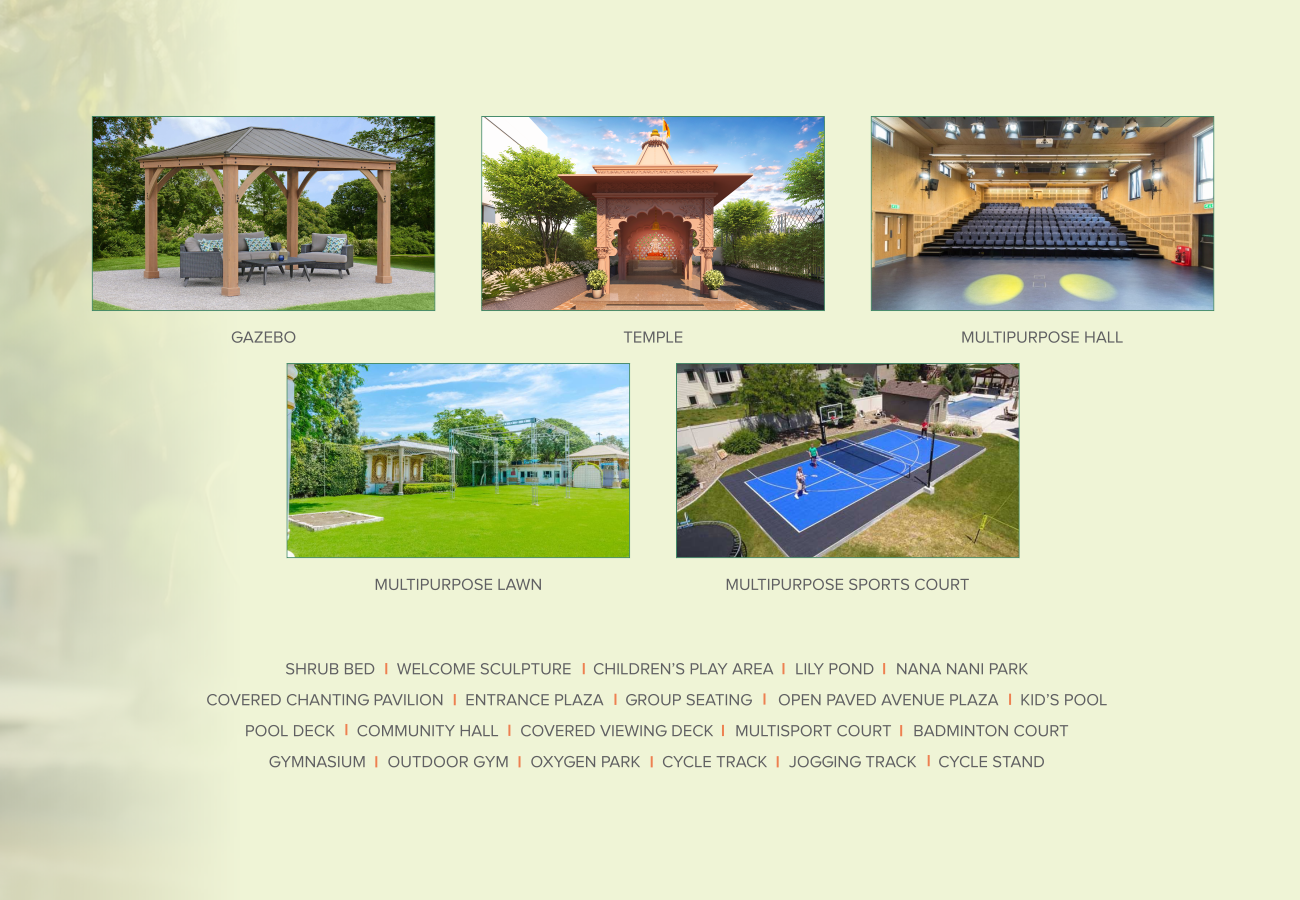 GAZEBO
TEMPLE
MULTIPURPOSE HALL
MULTIPURPOSE LAWN
MULTIPURPOSE SPORTS COURT
SHRUB BED | WELCOME SCULPTURE | CHILDREN’S PLAY AREA | LILY POND | NANA NANI PARK
COVERED CHANTING PAVILION | ENTRANCE PLAZA | GROUP SEATING | OPEN PAVED AVENUE PLAZA | KID’S POOL
POOL DECK | COMMUNITY HALL | COVERED VIEWING DECK | MULTISPORT COURT | BADMINTON COURT
GYMNASIUM | OUTDOOR GYM | OXYGEN PARK | CYCLE TRACK | JOGGING TRACK | CYCLE STAND